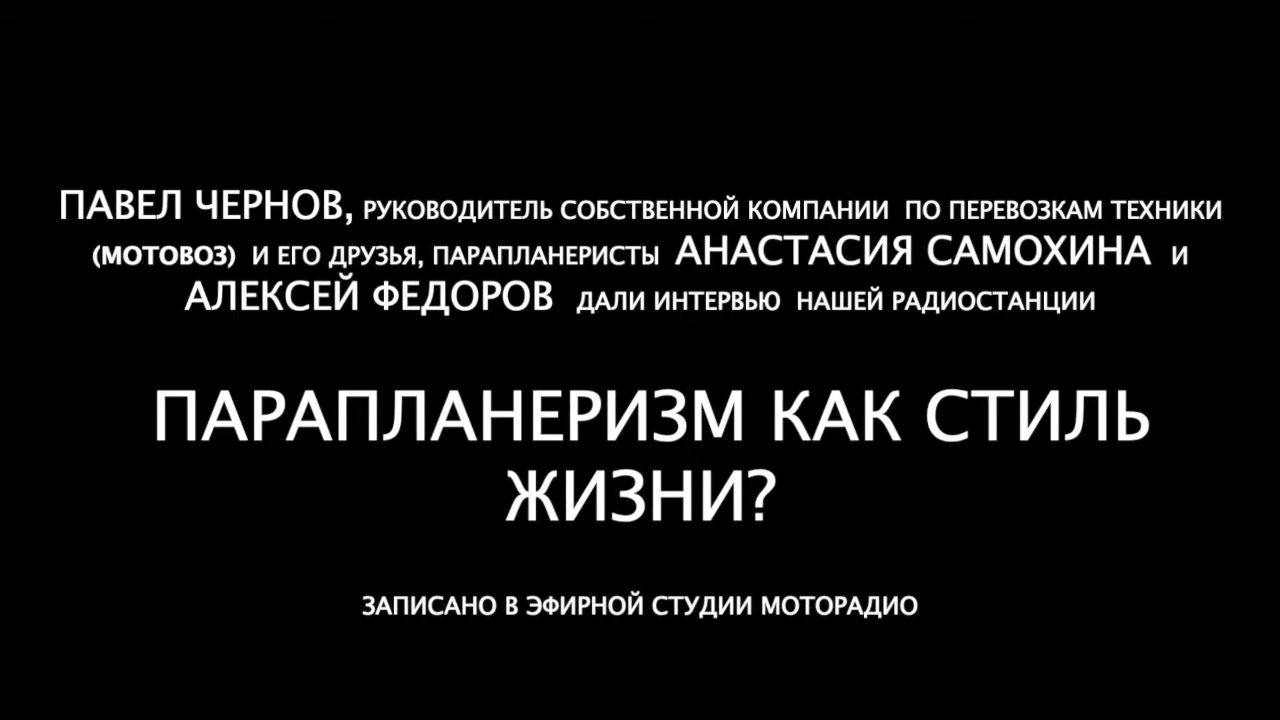 ПАВЕЛ ЧЕРНОВ, РУКОВОДИТЕЛЬ СОБСТВЕННОЙ КОМПАНИИ ПО ПЕРЕВОЗКАМ ТЕХНИКИ
(МОТОВОЗ) И ЕГО ДРУЗЬЯ, ПАРАПЛАНЕРИСТЫ АНАСТАСИЯ САМОХИНА И
АЛЕКСЕЙ ФЕДОРОВ ДАЛИ ИНТЕРВЬЮ НАШЕЙ РАДИОСТАНЦИИ
ПАРАПЛАНЕРИЗМ КАК СТИЛЬ
ЖИЗНИ?
ЗАПИСАНО В ЭФИРНОЙ СТУДИИ МОТОРАДИО